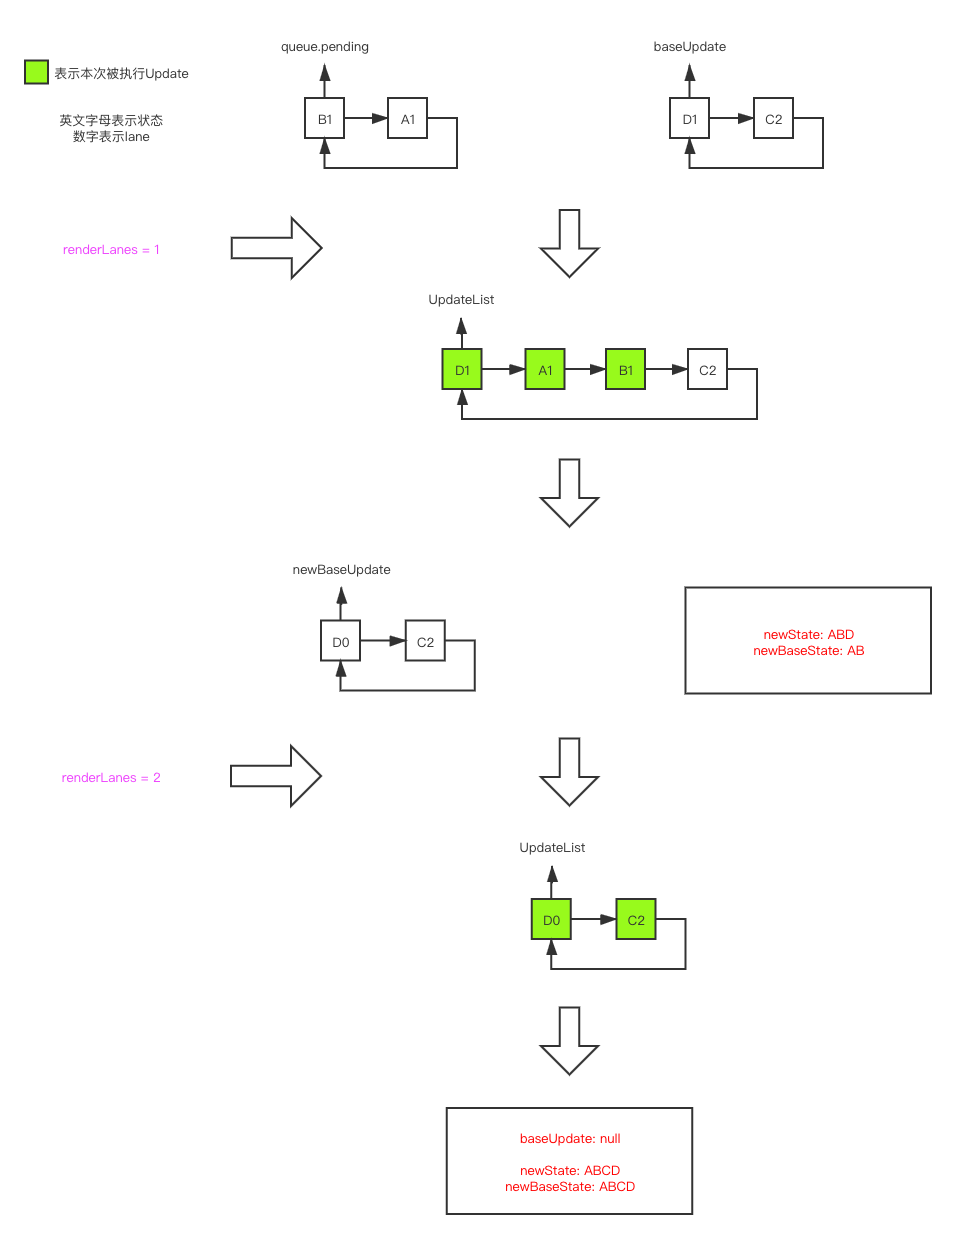 queue.pending
baseUpdate
表示本次被执行Update
B1
A1
D1
C2
英文字母表示状态
数字表示lane
renderLanes = 1
UpdateList
D1
A1
B1
C2
newBaseUpdate
D0
C2
newState: ABD
newBaseState: AB
renderLanes = 2
UpdateList
D0
C2
baseUpdate: null
newState: ABCD
newBaseState: ABCD